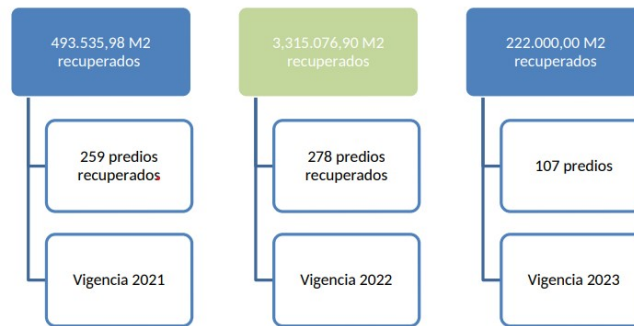 493.535,98 M2
recuperados
259 predios
recuperados
Vigencia 2021
3,315.076,90 M2
recuperados
278 predios
recuperados
Vigencia 2022
222.000,00 M2
recuperados
107 predios
Vigencia 2023